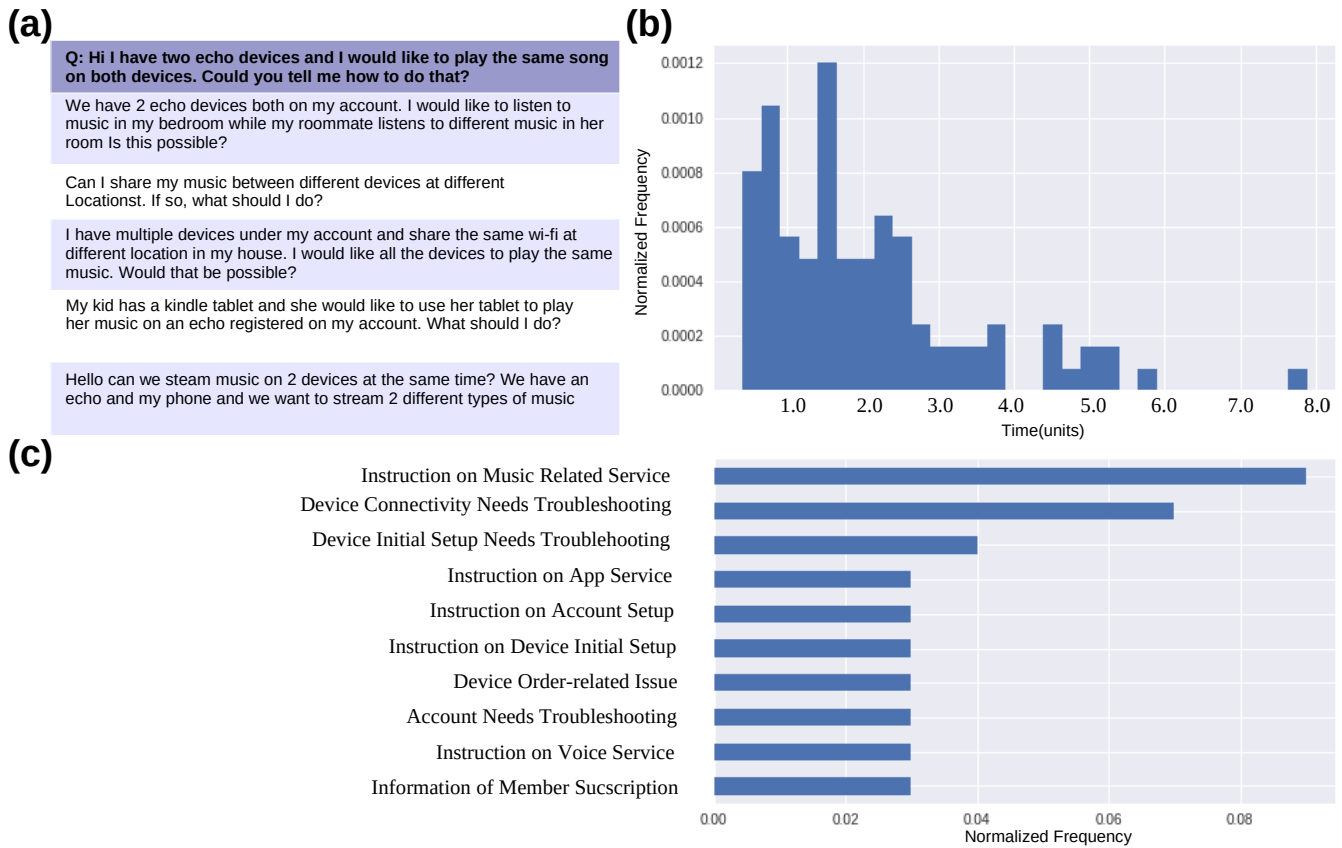 (a)
Q: Hi I have two echo devices and I would like to play the same song
on both devices. Could you tell me how to do that?
We have 2 echo devices both on my account. I would like to listen to
music in my bedroom while my roommate listens to different music in her
room Is this possible?
Can I share my music between different devices at different
Locationst. If so, what should I do?
I have multiple devices under my account and share the same wi-fi at
different location in my house. I would like all the devices to play the same
music. Would that be possible?
My kid has a kindle tablet and she would like to use her tablet to play
her music on an echo registered on my account. What should I do?
Hello can we steam music on 2 devices at the same time? We have an
echo and my phone and we want to stream 2 different types of music
(b)
Normalized Frequency
0.0012
0.0010
0.0008
0.0006
0.0004
0.0002
0.0000
1.0 2.0 3.0 4.0 5.0 6.0 7.0 8.0
Time(units)
(c)
Instruction on Music Related Service
Device Connectivity Needs Troubleshooting
Device Initial Setup Needs Troublehooting
Instruction on App Service
Instruction on Account Setup
Instruction on Device Initial Setup
Device Order-related Issue
Account Needs Troubleshooting
Instruction on Voice Service
Information of Member Sucscription
0.00 0.02 0.04 0.06 0.08
Normalized Frequency